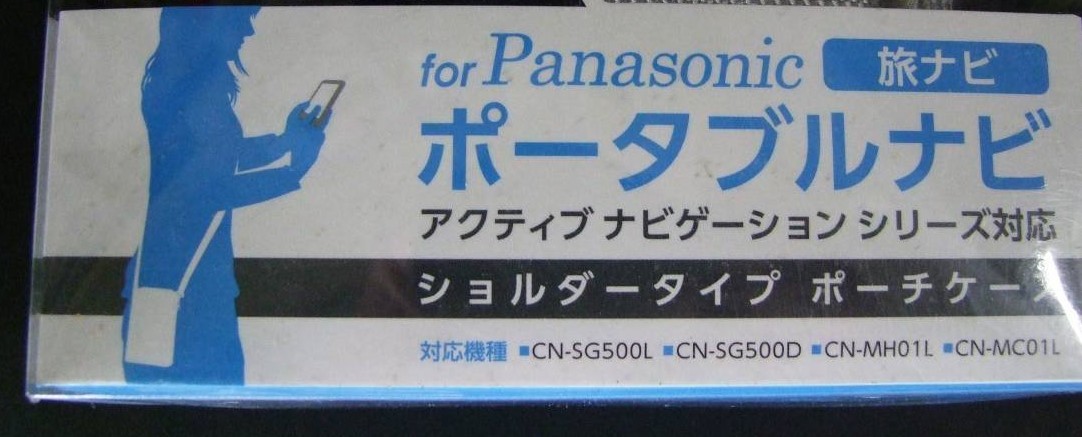 for Panasonic 旅ナビ
ポータブルナビ
アクティブ ナビゲーション シリーズ対応
ショルダータイプ ポーチケース
対応機種 ■CN-SG500L ■CN-SG500D ■CN-MH01L ■CN-MC01L